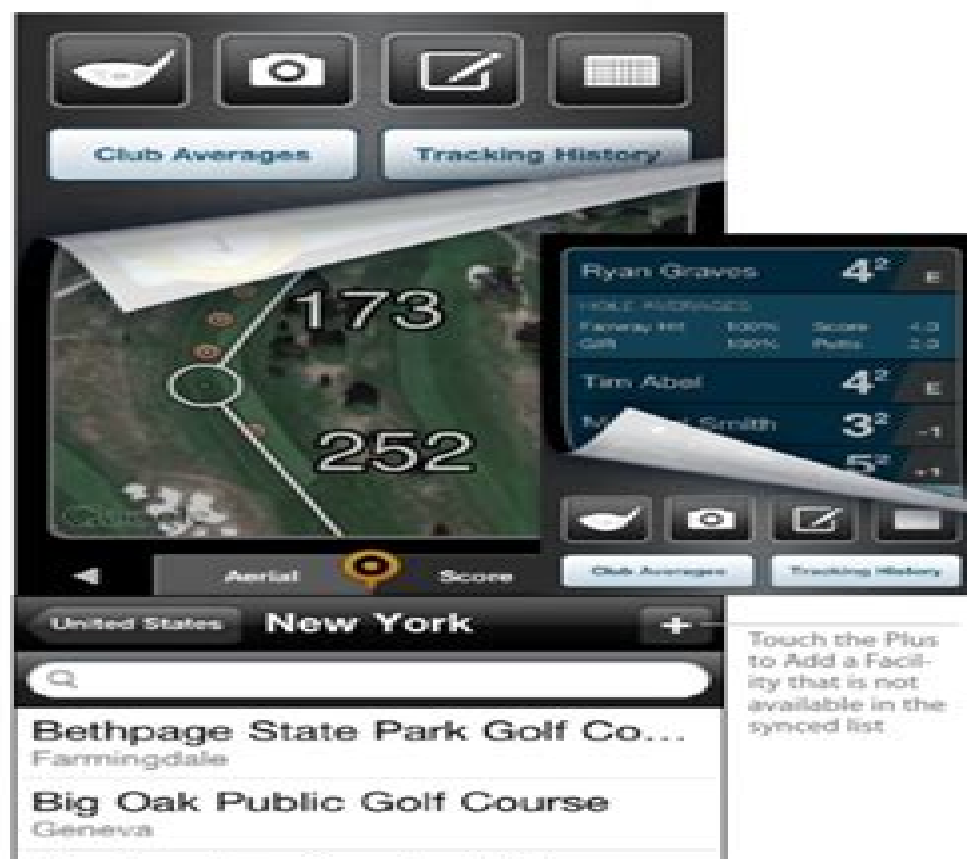 Club Averages
Tracking History
173
252
Aerial
Score
Ryan Graves 4² E
HOLE AVERAGES
Fairway Hit 100% Score 4.0
GIR 100% Putts 2.0
Tim Abel 4² E
Smith 3² -1
5² +1
Club Averages
Tracking History
United States
New York
+
Touch the Plus
to Add a Facil-
ity that is not
available in the
synced list
Bethpage State Park Golf Co...
Farmingdale
Big Oak Public Golf Course
Geneva